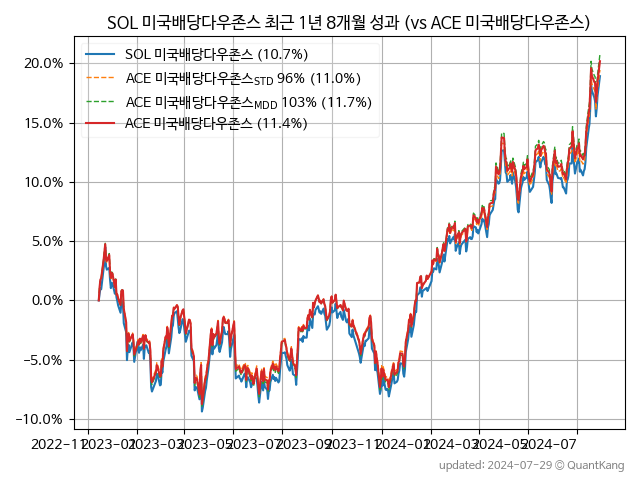 SOL 미국배당다우존스 최근 1년 8개월 성과 (vs ACE 미국배당다우존스)
SOL 미국배당다우존스 (10.7%)
ACE 미국배당다우존스STD 96% (11.0%)
ACE 미국배당다우존스MDD 103% (11.7%)
ACE 미국배당다우존스 (11.4%)
20.0%
15.0%
10.0%
5.0%
0.0%
−5.0%
−10.0%
2022-11 2023-01 2023-03 2023-05 2023-07 2023-09 2023-11 2024-01 2024-03 2024-05 2024-07
updated: 2024-07-29 © QuantKang